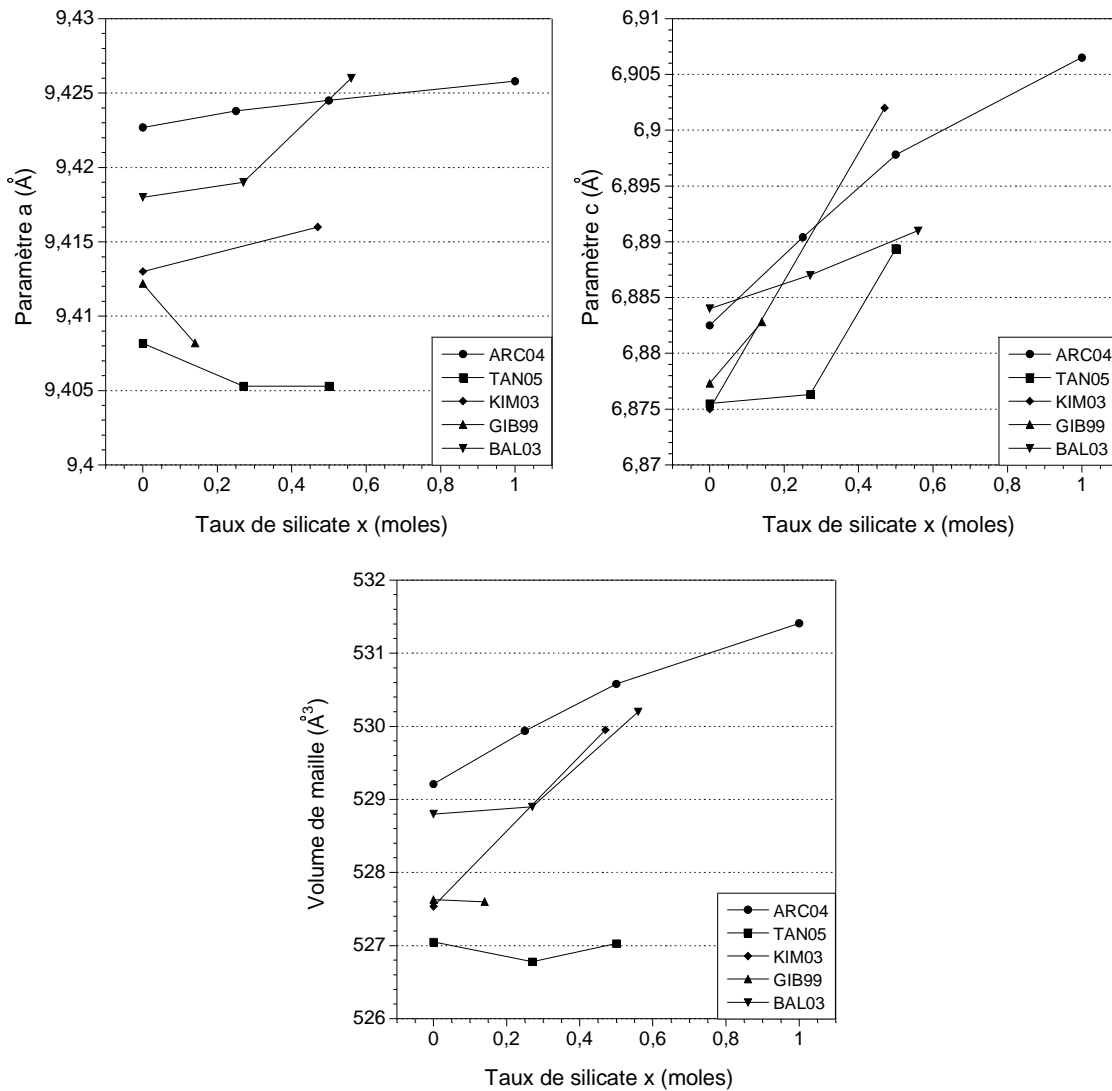 9,43
9,425
9,42
9,415
9,41
9,405
9,4
Paramètre a (Å)
0
0,2
0,4
0,6
0,8
1
Taux de silicate x (moles)
ARC04
TAN05
KIM03
GIB99
BAL03
6,91
6,905
6,9
6,895
6,89
6,885
6,88
6,875
6,87
Paramètre c (Å)
0
0,2
0,4
0,6
0,8
1
Taux de silicate x (moles)
ARC04
TAN05
KIM03
GIB99
BAL03
532
531
530
529
528
527
526
Volume de maille (Å³)
0
0,2
0,4
0,6
0,8
1
Taux de silicate x (moles)
ARC04
TAN05
KIM03
GIB99
BAL03